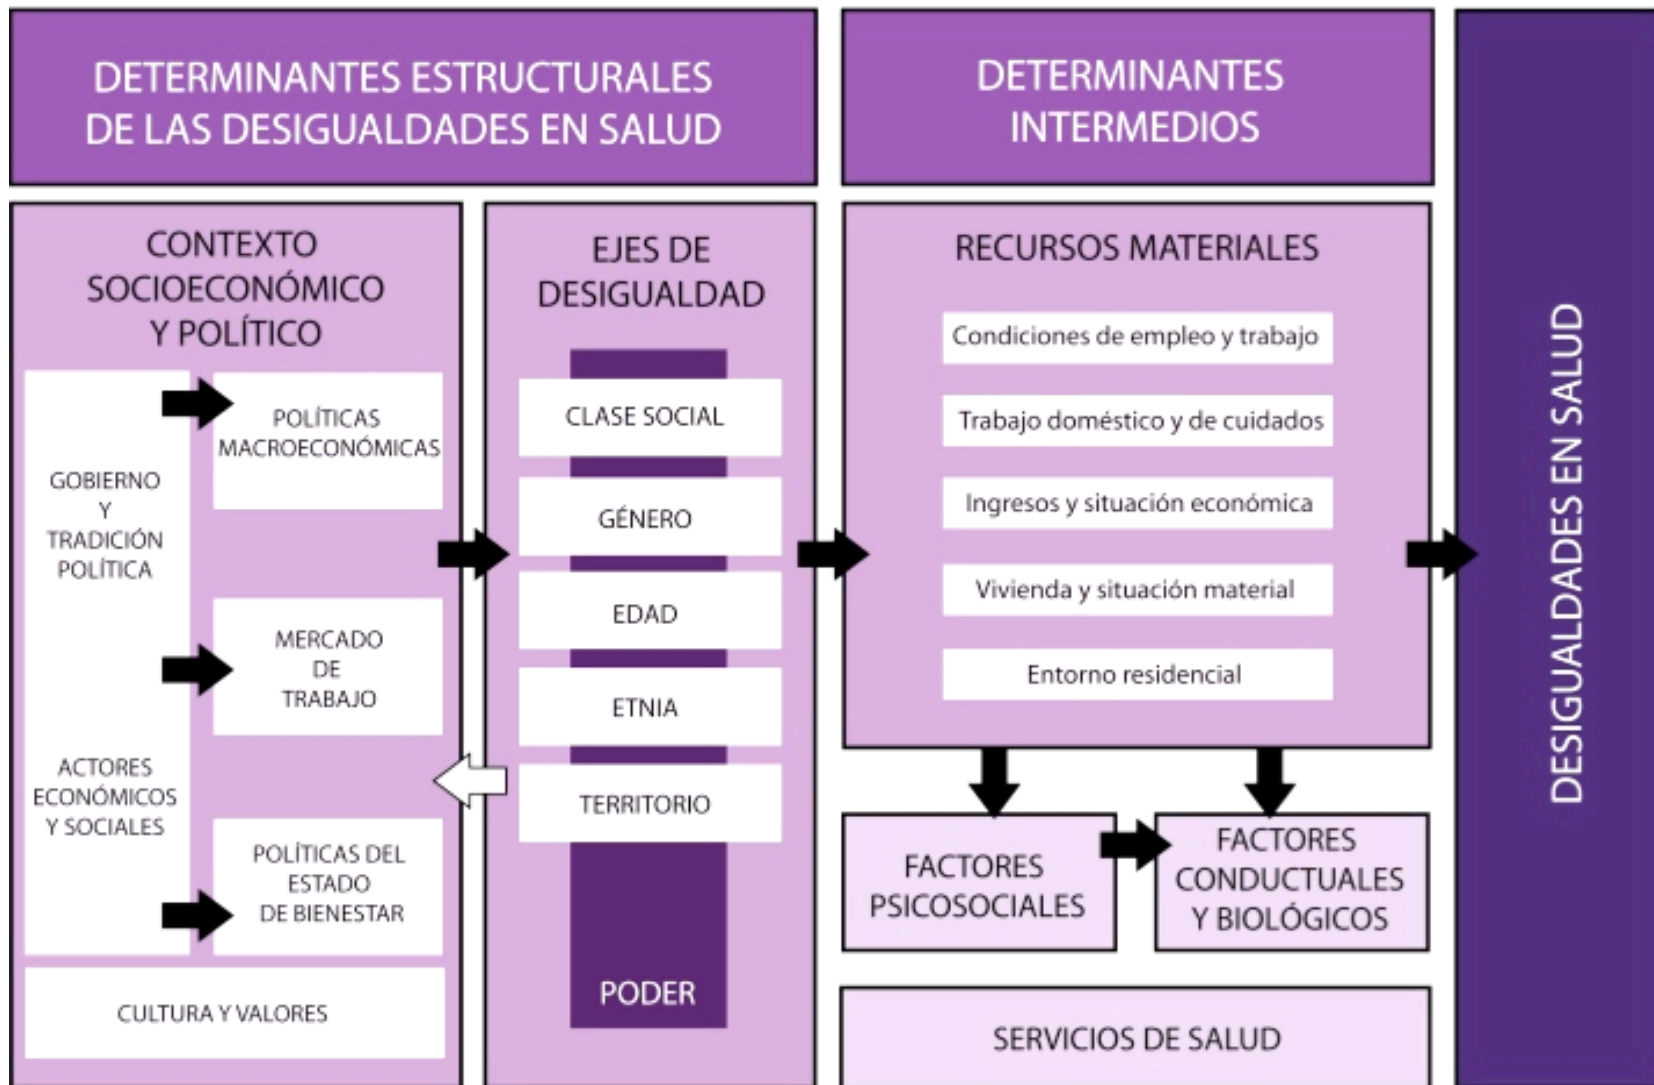 DETERMINANTES ESTRUCTURALES
DE LAS DESIGUALDADES EN SALUD
DETERMINANTES
INTERMEDIOS
CONTEXTO
SOCIOECONÓMICO
Y POLÍTICO
GOBIERNO
Y
TRADICIÓN
POLÍTICA
ACTORES
ECONÓMICOS
Y SOCIALES
POLÍTICAS
MACROECONÓMICAS
MERCADO
DE
TRABAJO
POLÍTICAS DEL
ESTADO
DE BIENESTAR
CULTURA Y VALORES
EJES DE
DESIGUALDAD
CLASE SOCIAL
GÉNERO
EDAD
ETNIA
TERRITORIO
PODER
RECURSOS MATERIALES
Condiciones de empleo y trabajo
Trabajo doméstico y de cuidados
Ingresos y situación económica
Vivienda y situación material
Entorno residencial
FACTORES
PSICOSOCIALES
FACTORES
CONDUCTUALES
Y BIOLÓGICOS
SERVICIOS DE SALUD
DESIGUALDADES EN SALUD